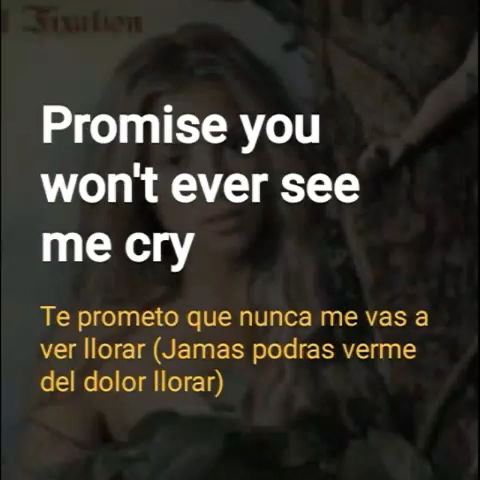 l Fixation
Promise you
won't ever see
me cry
Te prometo que nunca me vas a
ver llorar (Jamas podras verme
del dolor llorar)